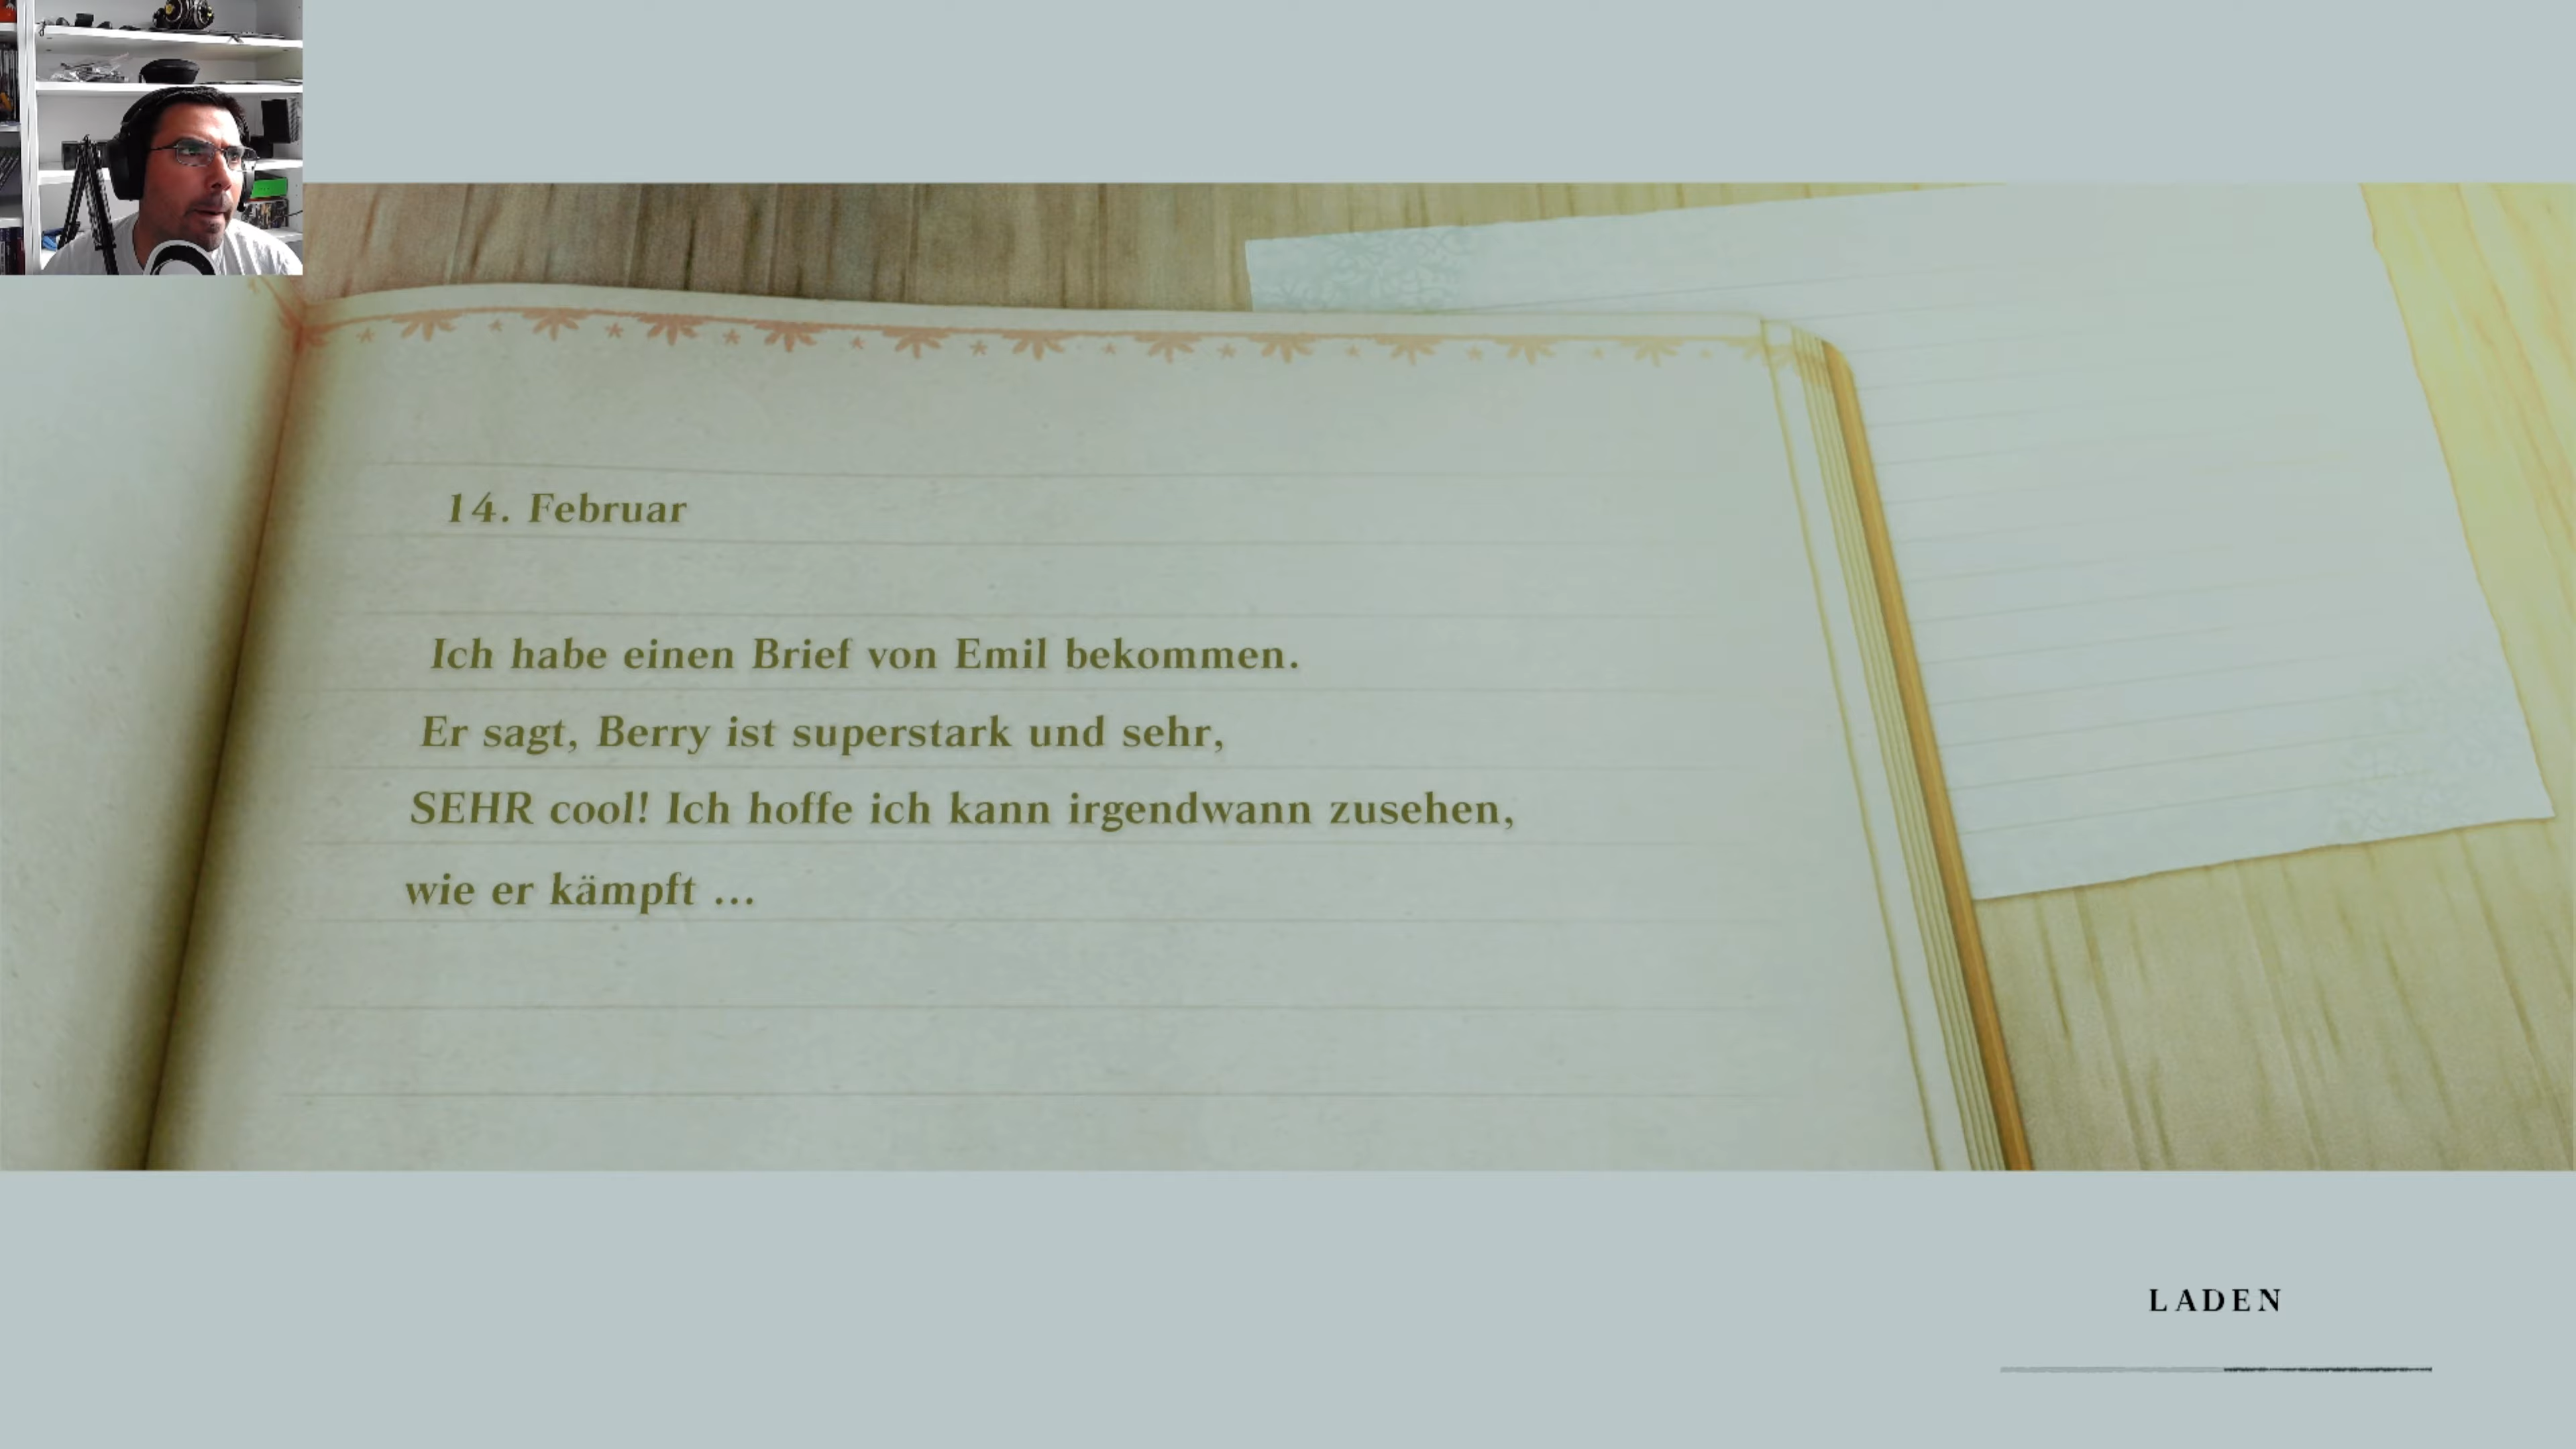 14. Februar
Ich habe einen Brief von Emil bekommen.
Er sagt, Berry ist superstark und sehr,
SEHR cool! Ich hoffe ich kann irgendwann zusehen,
wie er kämpft ...
LADEN